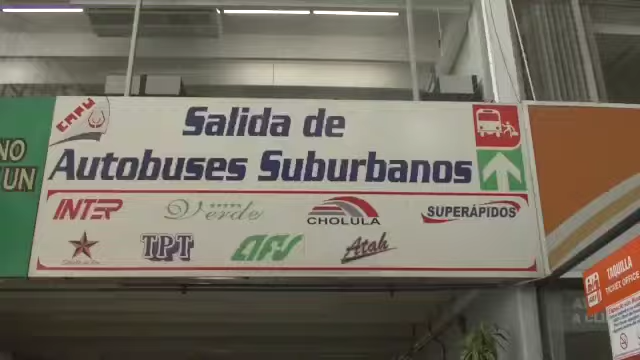 NO
UN
CAPU
Salida de
Autobuses Suburbanos
INTER
Verde
CHOLULA
SUPERÁPIDOS
TPT
Atah
TAQUILLA
TICKET OFFICE